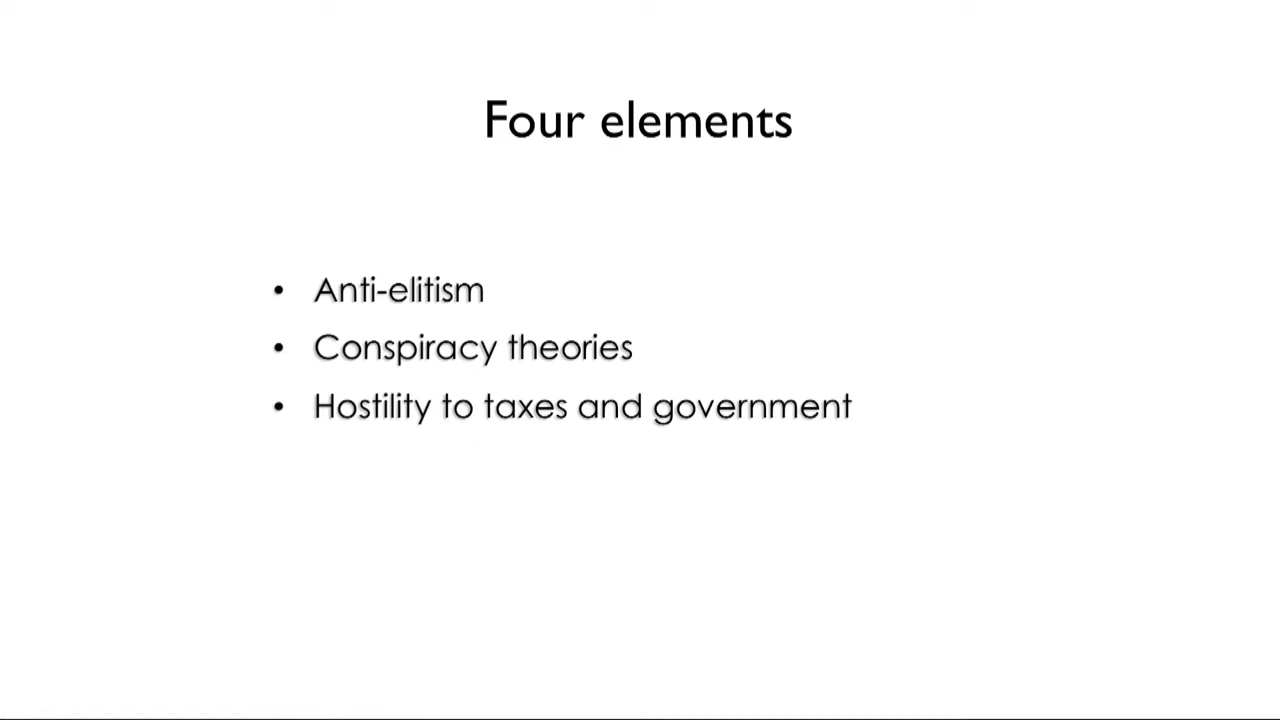 Four elements
• Anti-elitism
• Conspiracy theories
• Hostility to taxes and government